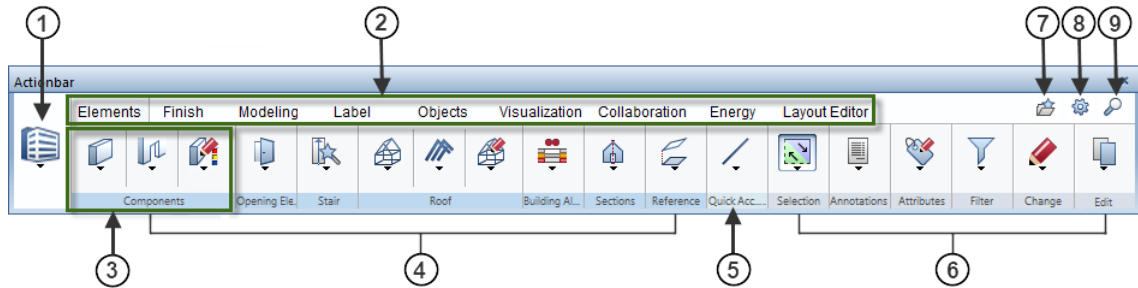 1 2 7 8 9
Actionbar
Elements Finish Modeling Label Objects Visualization Collaboration Energy Layout Editor
Components Opening Ele. Stair Roof Building Al... Sections Reference Quick Acc.... Selection Annotations Attributes Filter Change Edit
3 4 5 6